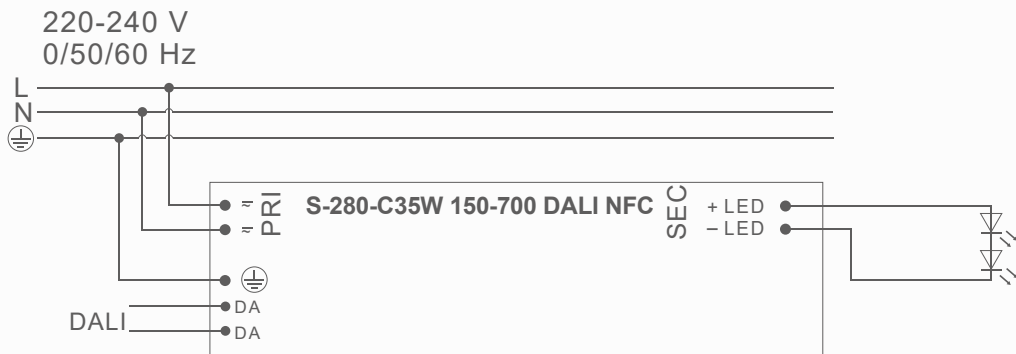 220-240 V
0/50/60 Hz
L
N
PRI
S-280-C35W 150-700 DALI NFC
SEC
+ LED
– LED
DA
DA
DALI